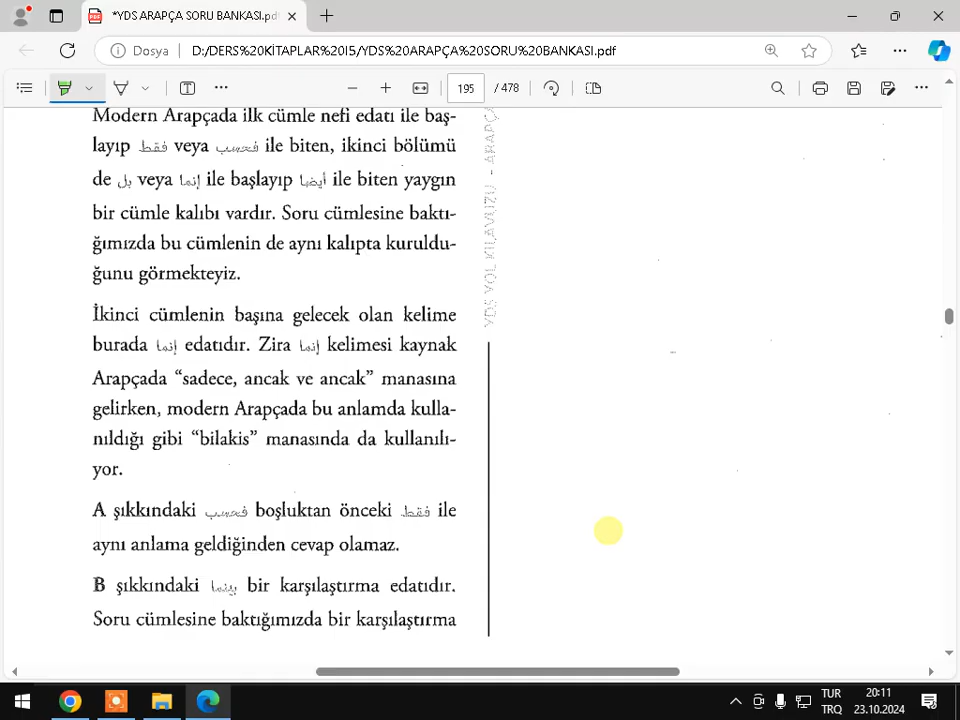 *YDS ARAPÇA SORU BANKASI.pdf
Dosya
D:/DERS%20KİTAPLAR%20I5/YDS%20ARAPÇA%20SORU%20BANKASI.pdf
195 / 478
Modern Arapçada ilk cümle nefi edatı ile baş-
layıp فقط veya فحسب ile biten, ikinci bölümü
de بل veya إنما ile başlayıp أيضا ile biten yaygın
bir cümle kalıbı vardır. Soru cümlesine baktı-
ğımızda bu cümlenin de aynı kalıpta kuruldu-
ğunu görmekteyiz.
İkinci cümlenin başına gelecek olan kelime
burada إنما edatıdır. Zira إنما kelimesi kaynak
Arapçada “sadece, ancak ve ancak” manasına
gelirken, modern Arapçada bu anlamda kulla-
nıldığı gibi “bilakis” manasında da kullanılı-
yor.
A şıkkındaki فحسب boşluktan önceki فقط ile
aynı anlama geldiğinden cevap olamaz.
B şıkkındaki بينما bir karşılaştırma edatıdır.
Soru cümlesine baktığımızda bir karşılaştırma
YDS YOL KILAVUZU - ARAPÇA
TUR
TRQ
20:11
23.10.2024